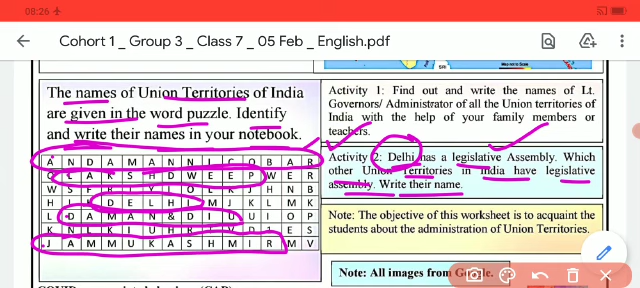 08:26
Cohort 1 _ Group 3 _ Class 7 _ 05 Feb _ English.pdf
The names of Union Territories of India
are given in the word puzzle. Identify
and write their names in your notebook.
A N D A M A N N I C O B A R
L A K S H D W E E P W E R
H N B
D E L H I M J K L M K
L D A M A N & D I U U I O P
J A M M U K A S H M I R M V
Activity 1: Find out and write the names of Lt.
Governors/ Administrator of all the Union territories of
India with the help of your family members or
teachers.
Activity 2: Delhi has a legislative Assembly. Which
other Union Territories in India have legislative
assembly. Write their name.
Note: The objective of this worksheet is to acquaint the
students about the administration of Union Territories.
Note: All images from Google.